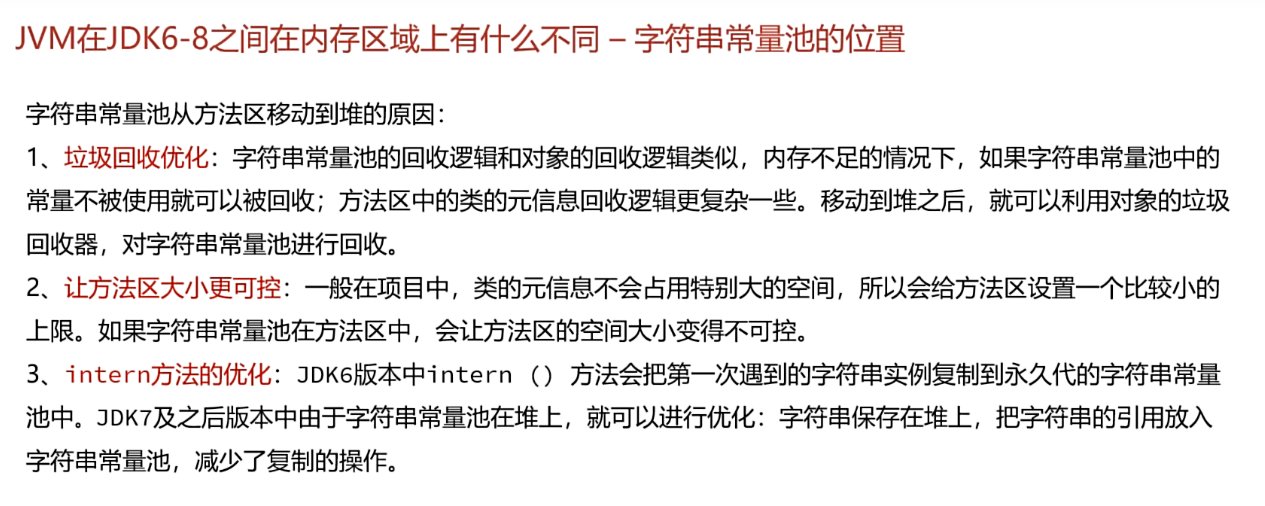 JVM在JDK6-8之间在内存区域上有什么不同 – 字符串常量池的位置
字符串常量池从方法区移动到堆的原因：
1、垃圾回收优化：字符串常量池的回收逻辑和对象的回收逻辑类似，内存不足的情况下，如果字符串常量池中的
常量不被使用就可以被回收；方法区中的类的元信息回收逻辑更复杂一些。移动到堆之后，就可以利用对象的垃圾
回收器，对字符串常量池进行回收。
2、让方法区大小更可控：一般在项目中，类的元信息不会占用特别大的空间，所以会给方法区设置一个比较小的
上限。如果字符串常量池在方法区中，会让方法区的空间大小变得不可控。
3、intern方法的优化：JDK6版本中intern （） 方法会把第一次遇到的字符串实例复制到永久代的字符串常量
池中。JDK7及之后版本中由于字符串常量池在堆上，就可以进行优化：字符串保存在堆上，把字符串的引用放入
字符串常量池，减少了复制的操作。